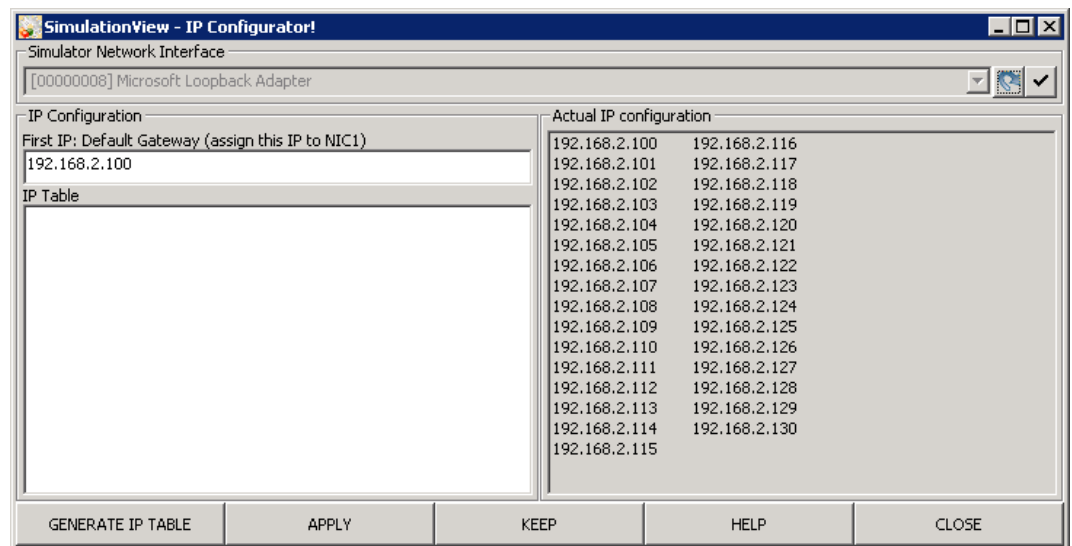 SimulationView - IP Configurator!
Simulator Network Interface
[00000008] Microsoft Loopback Adapter
IP Configuration
First IP: Default Gateway (assign this IP to NIC1)
192.168.2.100
IP Table
Actual IP configuration
192.168.2.100 192.168.2.116
192.168.2.101 192.168.2.117
192.168.2.102 192.168.2.118
192.168.2.103 192.168.2.119
192.168.2.104 192.168.2.120
192.168.2.105 192.168.2.121
192.168.2.106 192.168.2.122
192.168.2.107 192.168.2.123
192.168.2.108 192.168.2.124
192.168.2.109 192.168.2.125
192.168.2.110 192.168.2.126
192.168.2.111 192.168.2.127
192.168.2.112 192.168.2.128
192.168.2.113 192.168.2.129
192.168.2.114 192.168.2.130
192.168.2.115
GENERATE IP TABLE APPLY KEEP HELP CLOSE